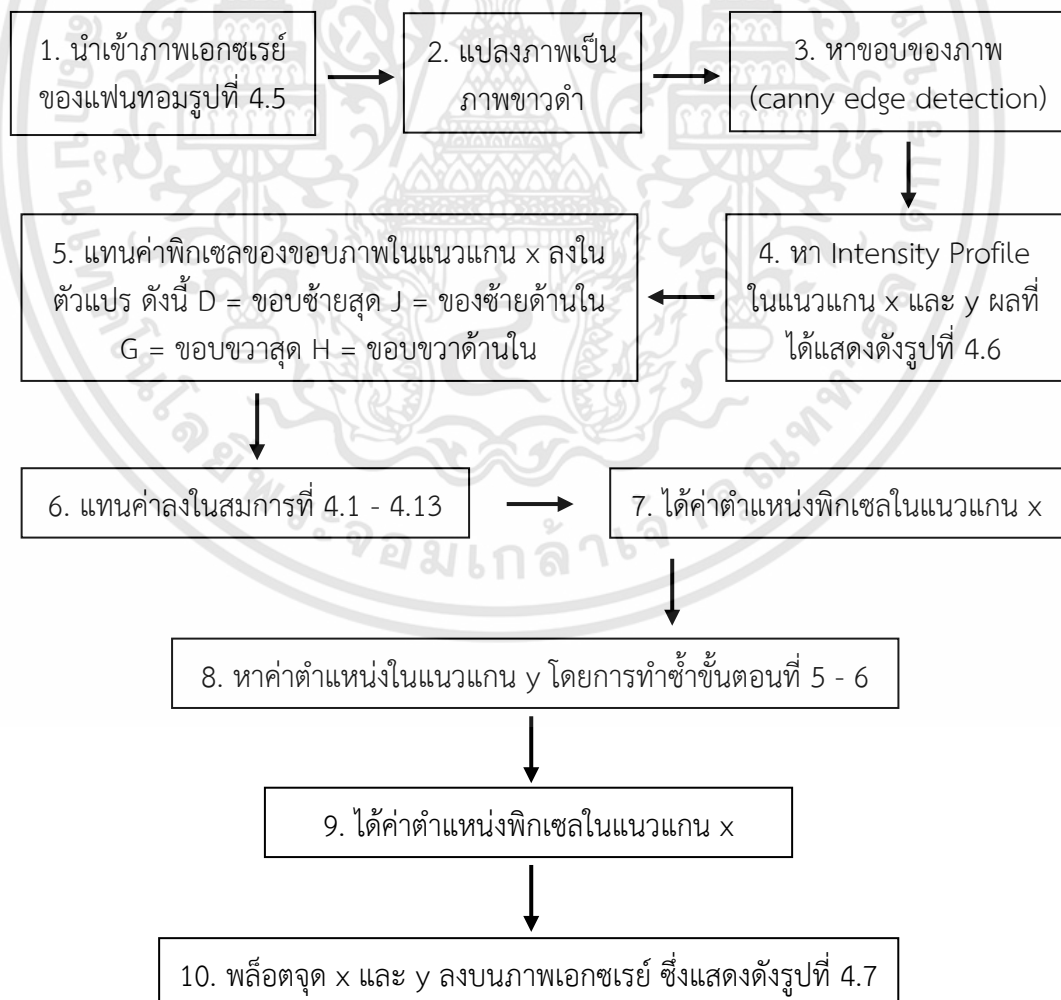 1. นำเข้าภาพเอกซเรย์
ของแฟนทอมรูปที่ 4.5
2. แปลงภาพเป็น
ภาพขาวดำ
3. หาขอบของภาพ
(canny edge detection)
4. หา Intensity Profile
ในแนวแกน x และ y ผลที่
ได้แสดงดังรูปที่ 4.6
5. แทนค่าพิกเซลของขอบภาพในแนวแกน x ลงใน
ตัวแปร ดังนี้ D = ขอบซ้ายสุด J = ของซ้ายด้านใน
G = ขอบขวาสุด H = ขอบขวาด้านใน
6. แทนค่าลงในสมการที่ 4.1 - 4.13
7. ได้ค่าตำแหน่งพิกเซลในแนวแกน x
8. หาค่าตำแหน่งในแนวแกน y โดยการทำซ้ำขั้นตอนที่ 5 - 6
9. ได้ค่าตำแหน่งพิกเซลในแนวแกน x
10. พล็อตจุด x และ y ลงบนภาพเอกซเรย์ ซึ่งแสดงดังรูปที่ 4.7